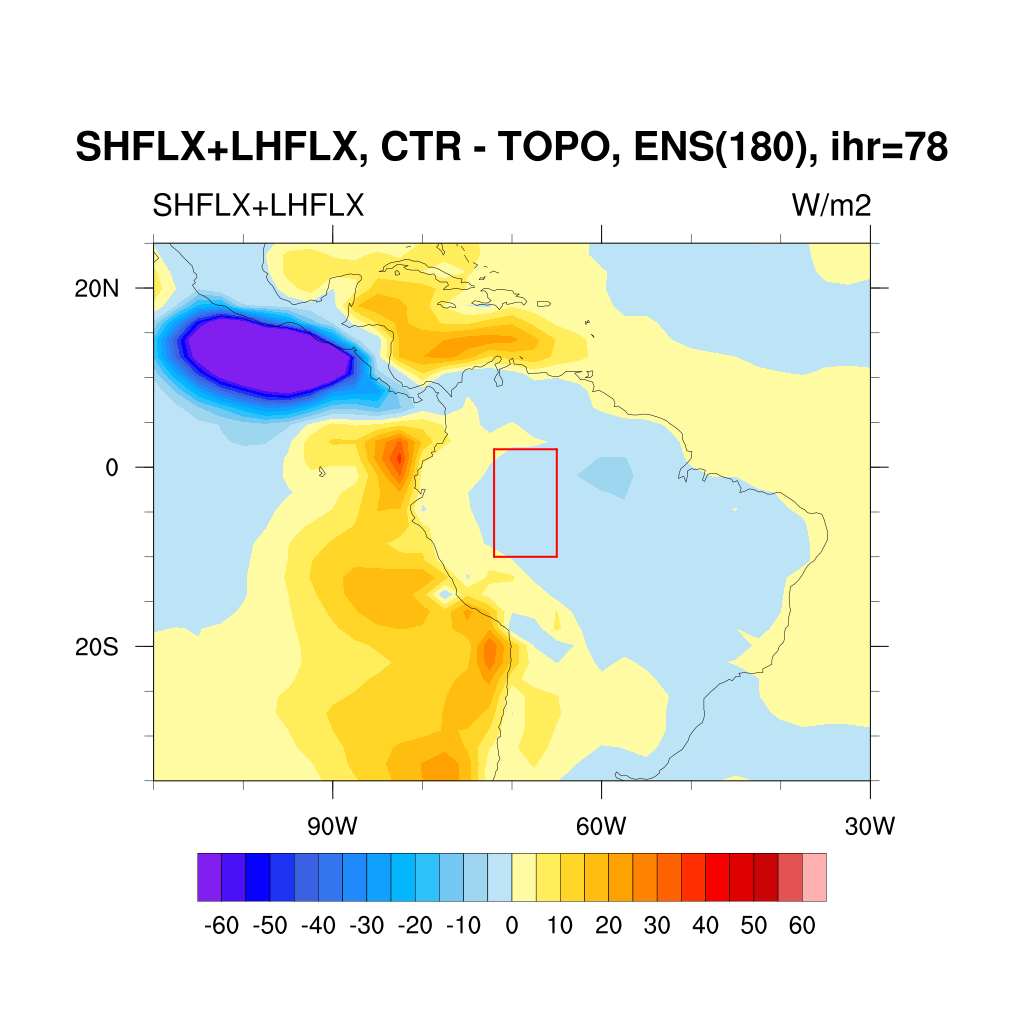 SHFLX+LHFLX, CTR - TOPO, ENS(180), ihr=78
SHFLX+LHFLX W/m2
20N
0
20S
90W 60W 30W
-60 -50 -40 -30 -20 -10 0 10 20 30 40 50 60